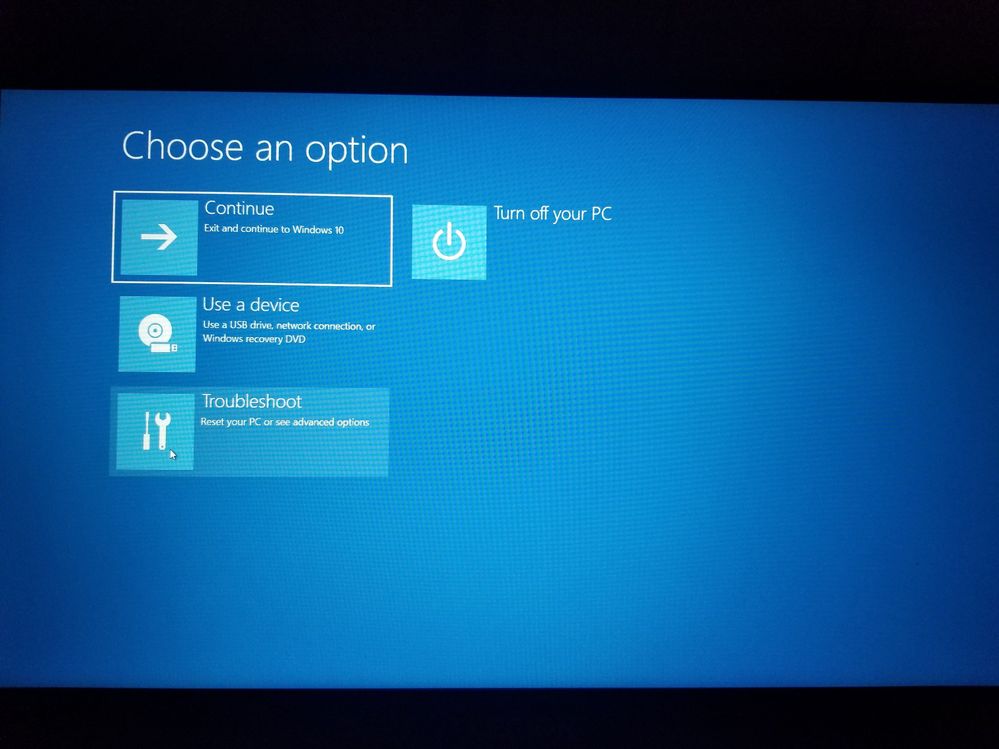 Choose an option
Continue
Exit and continue to Windows 10
Turn off your PC
Use a device
Use a USB drive, network connection, or
Windows recovery DVD
Troubleshoot
Reset your PC or see advanced options